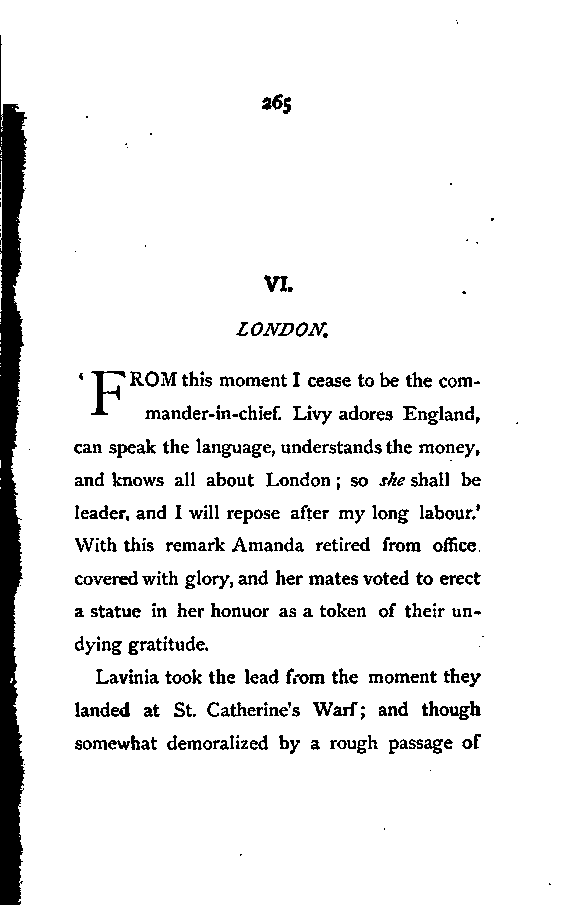 265
VI.
LONDON.
‘FROM this moment I cease to be the com-
mander-in-chief. Livy adores England,
can speak the language, understands the money,
and knows all about London; so she shall be
leader, and I will repose after my long labour.’
With this remark Amanda retired from office
covered with glory, and her mates voted to erect
a statue in her honuor as a token of their un-
dying gratitude.
Lavinia took the lead from the moment they
landed at St. Catherine's Warf; and though
somewhat demoralized by a rough passage of